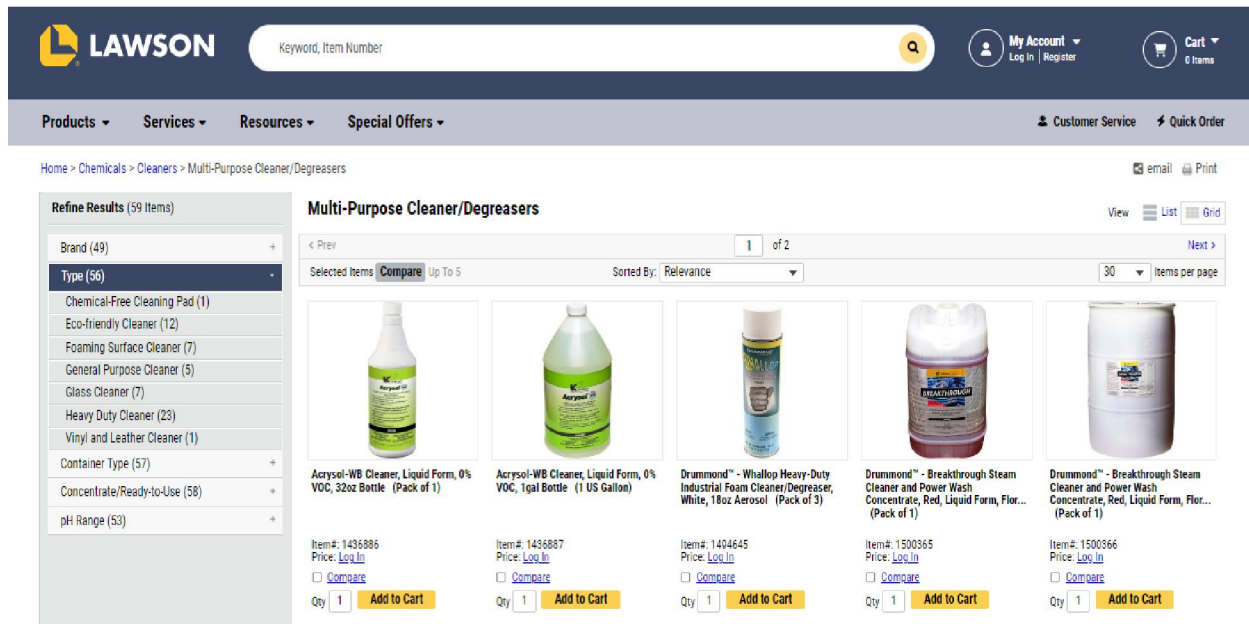 LAWSON
Keyword, Item Number
My Account
Log In | Register
Cart
0 Items
Products
Services
Resources
Special Offers
Customer Service
Quick Order
Home > Chemicals > Cleaners > Multi-Purpose Cleaner/Degreasers
email
Print
Refine Results (59 Items)
Brand (49) +
Type (56) -
Chemical-Free Cleaning Pad (1)
Eco-friendly Cleaner (12)
Foaming Surface Cleaner (7)
General Purpose Cleaner (5)
Glass Cleaner (7)
Heavy Duty Cleaner (23)
Vinyl and Leather Cleaner (1)
Container Type (57) +
Concentrate/Ready-to-Use (58) +
pH Range (53) +
Multi-Purpose Cleaner/Degreasers
View List Grid
< Prev 1 of 2 Next >
Selected Items Compare Up To 5 Sorted By: Relevance 30 Items per page
Acrysol
Acrysol
BREAKTHROUGH
Acrysol-WB Cleaner, Liquid Form, 0%
VOC, 32oz Bottle (Pack of 1)
Item#: 1436886
Price: Log In
Compare
Qty 1 Add to Cart
Acrysol-WB Cleaner, Liquid Form, 0%
VOC, 1gal Bottle (1 US Gallon)
Item#: 1436887
Price: Log In
Compare
Qty 1 Add to Cart
Drummond™ - Whallop Heavy-Duty
Industrial Foam Cleaner/Degreaser,
White, 18oz Aerosol (Pack of 3)
Item#: 1494645
Price: Log In
Compare
Qty 1 Add to Cart
Drummond™ - Breakthrough Steam
Cleaner and Power Wash
Concentrate, Red, Liquid Form, Flor...
(Pack of 1)
Item#: 1500365
Price: Log In
Compare
Qty 1 Add to Cart
Drummond™ - Breakthrough Steam
Cleaner and Power Wash
Concentrate, Red, Liquid Form, Flor...
(Pack of 1)
Item#: 1500366
Price: Log In
Compare
Qty 1 Add to Cart